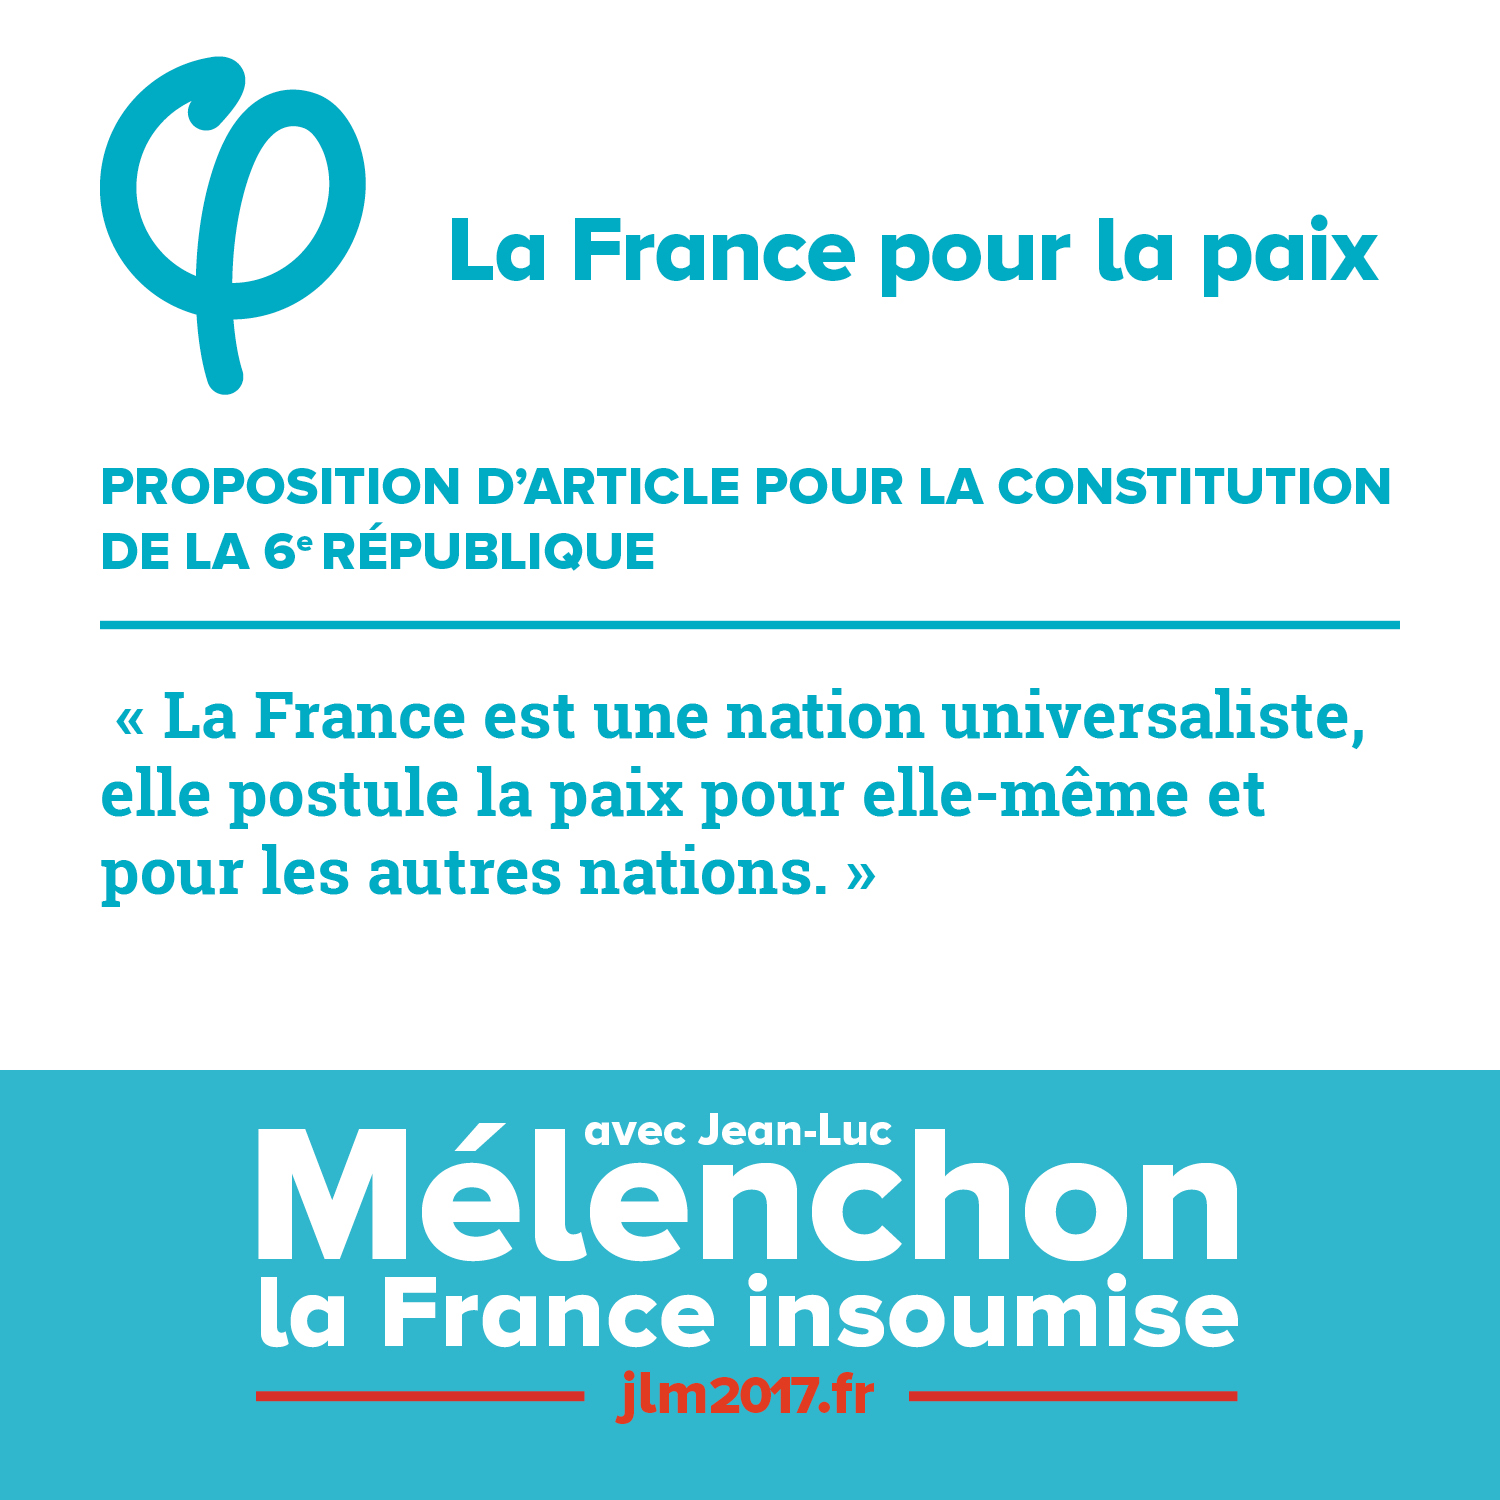 La France pour la paix
PROPOSITION D’ARTICLE POUR LA CONSTITUTION
DE LA 6e RÉPUBLIQUE
« La France est une nation universaliste,
elle postule la paix pour elle-même et
pour les autres nations. »
avec Jean-Luc
Mélenchon
la France insoumise
jlm2017.fr